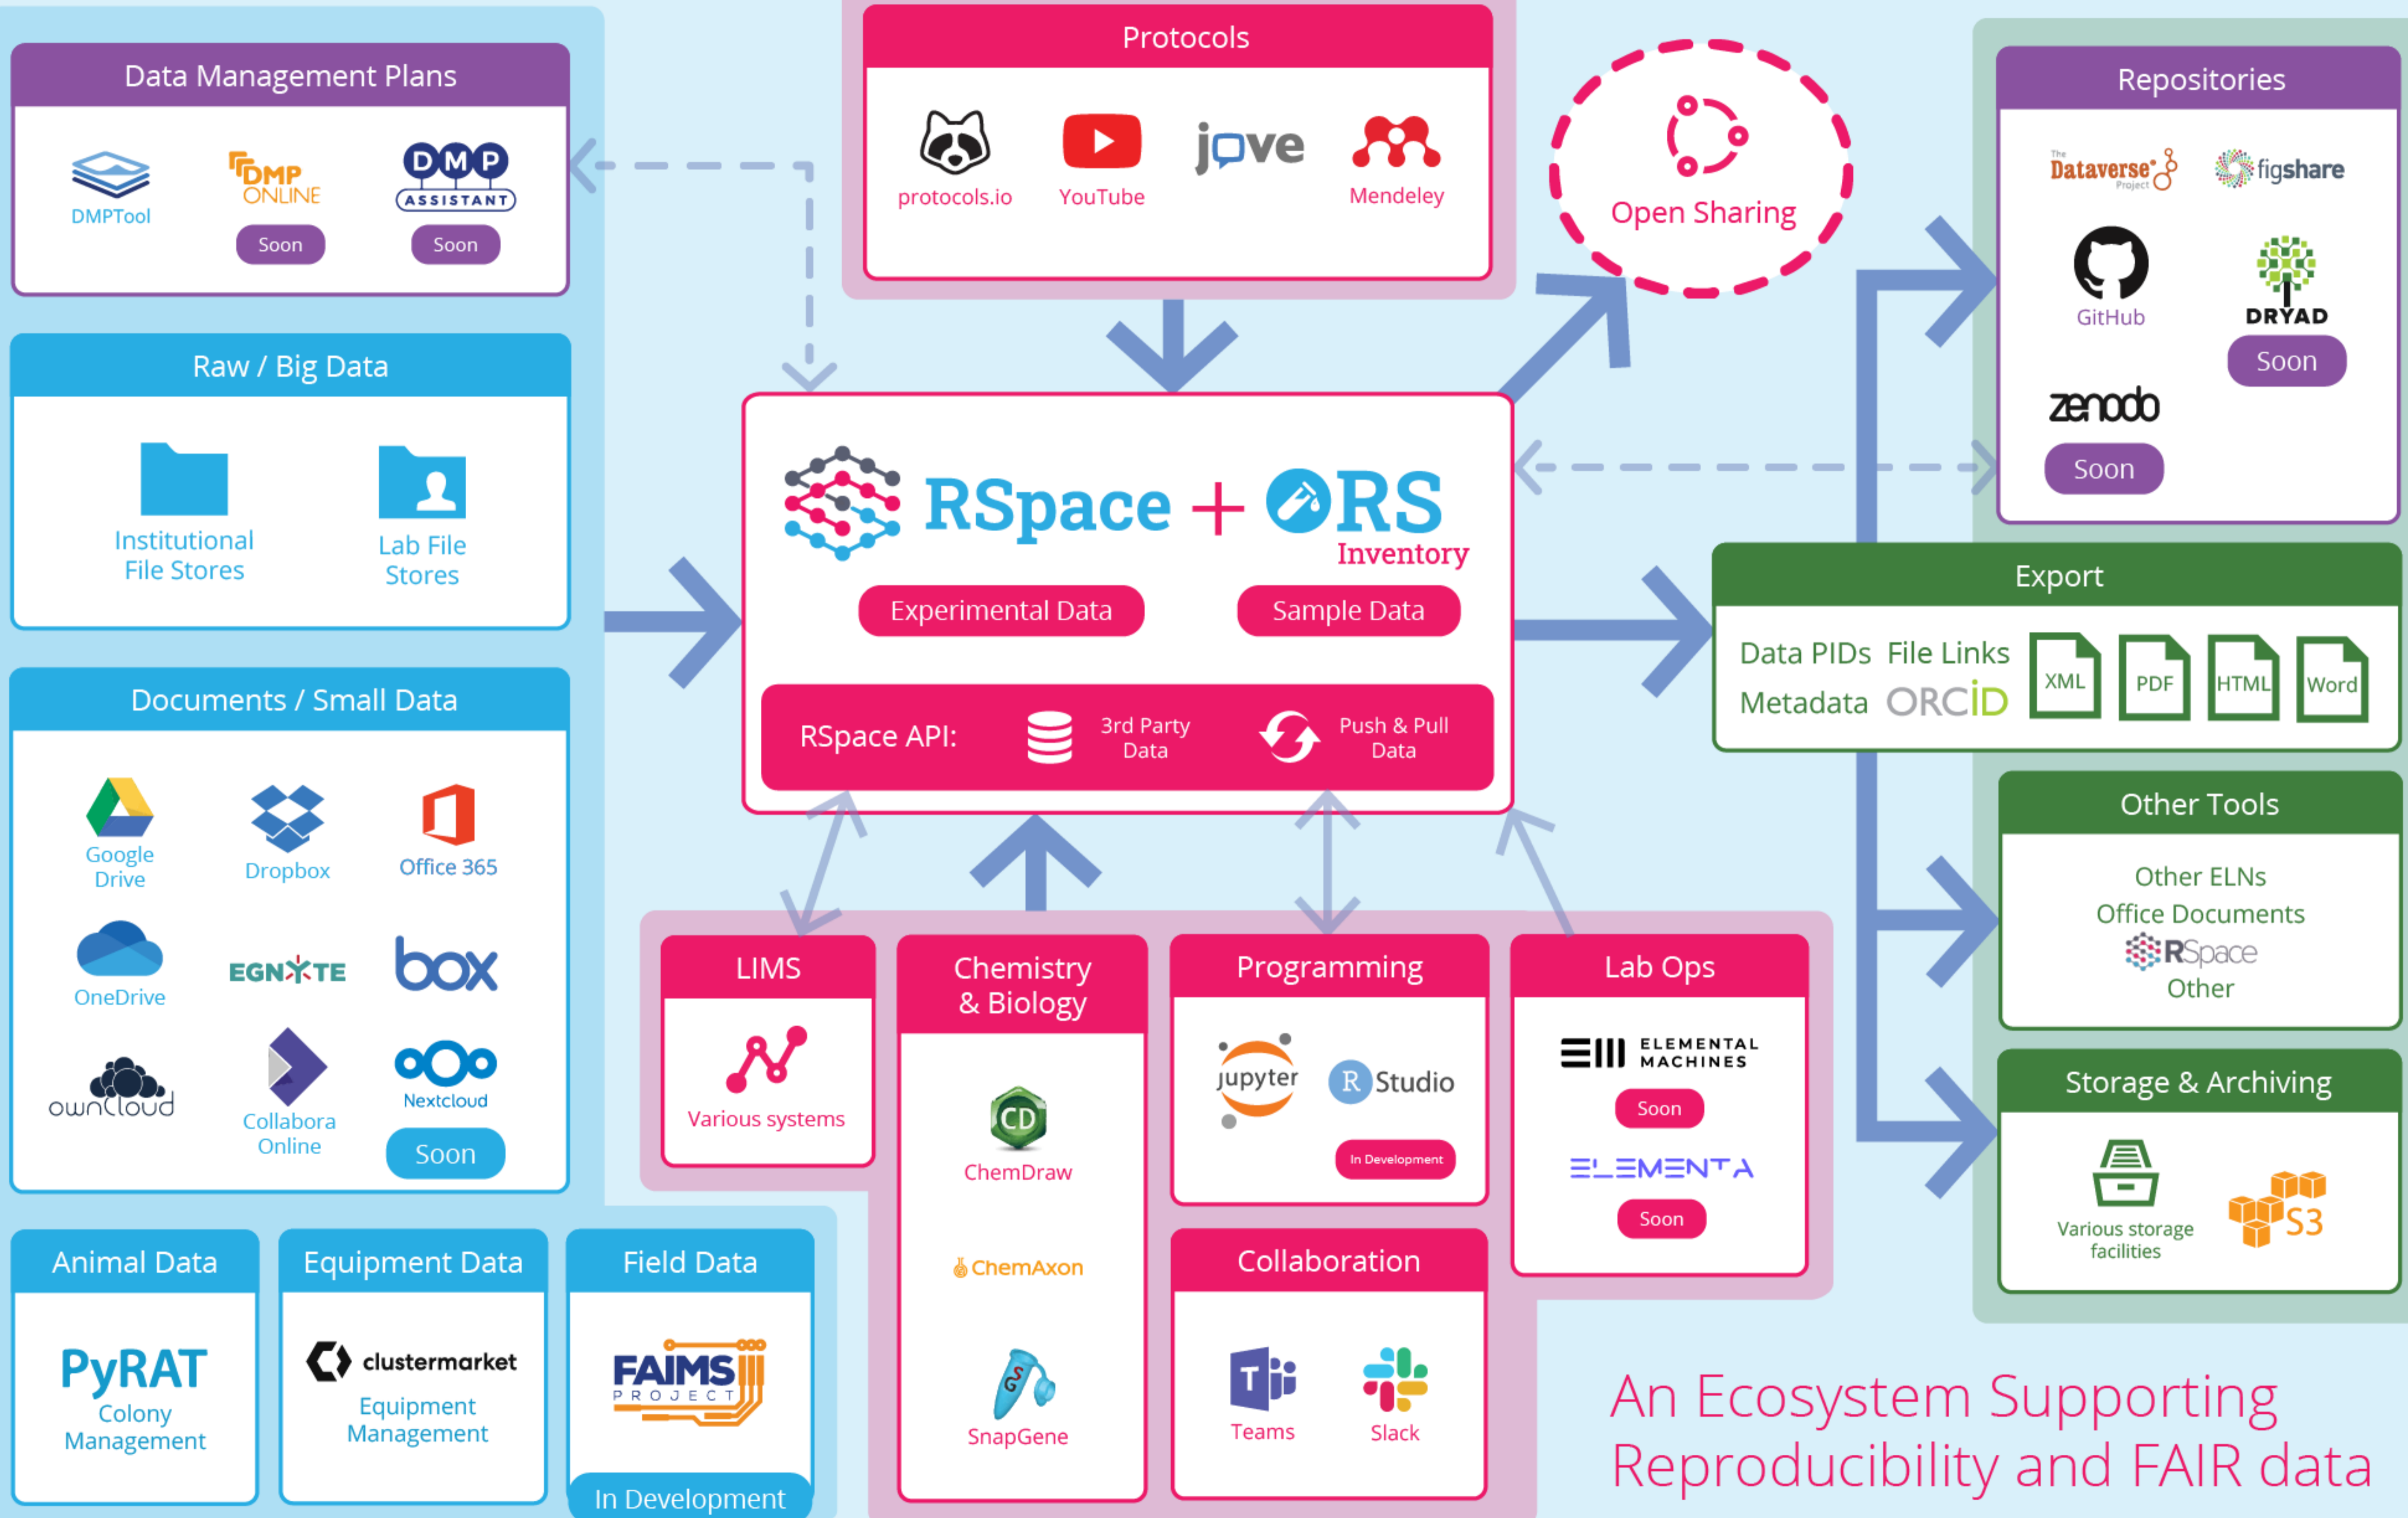 Data Management Plans
DMPTool
DMP
ONLINE
Soon
DMP
ASSISTANT
Soon
Raw / Big Data
Institutional
File Stores
Lab File
Stores
Documents / Small Data
Google
Drive
Dropbox
Office 365
OneDrive
EGNYTE
box
ownCloud
Collabora
Online
Nextcloud
Soon
Animal Data
PyRAT
Colony
Management
Equipment Data
clustermarket
Equipment
Management
Field Data
FAIMS
PROJECT
In Development
Protocols
protocols.io
YouTube
jove
Mendeley
Open Sharing
RSpace + RS
Inventory
Experimental Data
Sample Data
RSpace API:
3rd Party
Data
Push & Pull
Data
LIMS
Various systems
Chemistry
& Biology
CD
ChemDraw
ChemAxon
SG
SnapGene
Programming
jupyter
R Studio
In Development
Collaboration
T
Teams
Slack
Lab Ops
ELEMENTAL
MACHINES
Soon
ELEMENTA
Soon
Repositories
The
Dataverse®
Project
figshare
GitHub
DRYAD
Soon
zenodo
Soon
Export
Data PIDs File Links
Metadata ORCiD
XML
PDF
HTML
Word
Other Tools
Other ELNs
Office Documents
RSpace
Other
Storage & Archiving
Various storage
facilities
S3
An Ecosystem Supporting
Reproducibility and FAIR data